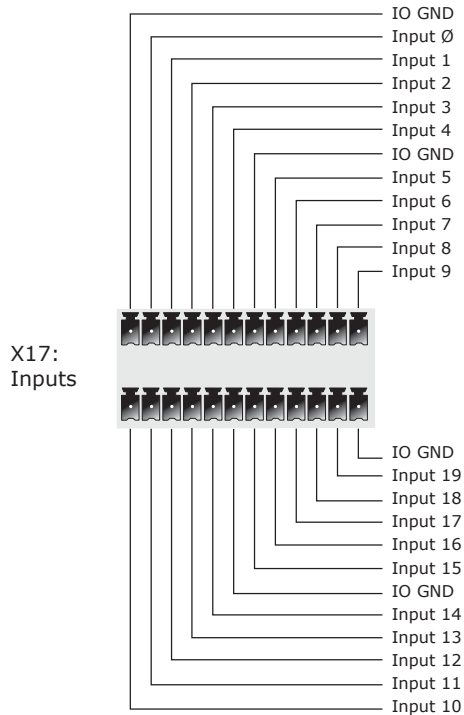 IO GND
Input Ø
Input 1
Input 2
Input 3
Input 4
IO GND
Input 5
Input 6
Input 7
Input 8
Input 9
X17:
Inputs
IO GND
Input 19
Input 18
Input 17
Input 16
Input 15
IO GND
Input 14
Input 13
Input 12
Input 11
Input 10